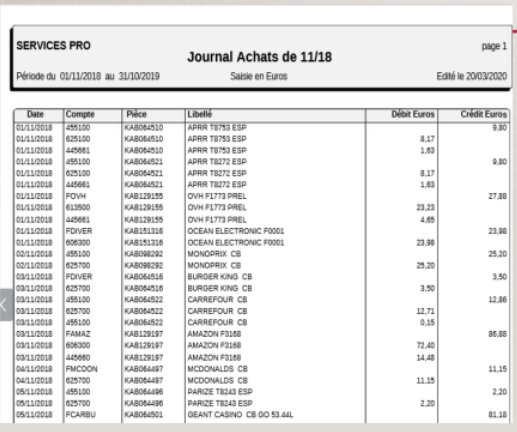 SERVICES PRO
page 1
Journal Achats de 11/18
Période du 01/11/2018 au 31/10/2019 Saisie en Euros Edité le 20/03/2020
Date Compte Pièce Libellé Débit Euros Crédit Euros
01/11/2018 455100 KAB064510 APRR T8753 ESP 9,80
01/11/2018 625100 KAB064510 APRR T8753 ESP 8,17
01/11/2018 445661 KAB064510 APRR T8753 ESP 1,63
01/11/2018 455100 KAB064521 APRR T8272 ESP 9,80
01/11/2018 625100 KAB064521 APRR T8272 ESP 8,17
01/11/2018 445661 KAB064521 APRR T8272 ESP 1,63
01/11/2018 FOVH KAB129155 OVH F1773 PREL 27,88
01/11/2018 613500 KAB129155 OVH F1773 PREL 23,23
01/11/2018 445661 KAB129155 OVH F1773 PREL 4,65
01/11/2018 FDIVER KAB151316 OCEAN ELECTRONIC F0001 23,98
01/11/2018 606300 KAB151316 OCEAN ELECTRONIC F0001 23,98
02/11/2018 455100 KAB098292 MONOPRIX CB 25,20
02/11/2018 625700 KAB098292 MONOPRIX CB 25,20
03/11/2018 FDIVER KAB064516 BURGER KING CB 3,50
03/11/2018 625700 KAB064516 BURGER KING CB 3,50
03/11/2018 455100 KAB064522 CARREFOUR CB 12,86
03/11/2018 625700 KAB064522 CARREFOUR CB 12,71
03/11/2018 455100 KAB064522 CARREFOUR CB 0,15
03/11/2018 FAMAZ KAB129197 AMAZON F3168 86,88
03/11/2018 606300 KAB129197 AMAZON F3168 72,40
03/11/2018 445660 KAB129197 AMAZON F3168 14,48
04/11/2018 FMCDON KAB064497 MCDONALDS CB 11,15
04/11/2018 625700 KAB064497 MCDONALDS CB 11,15
05/11/2018 455100 KAB064496 PARIZE T8243 ESP 2,20
05/11/2018 625700 KAB064496 PARIZE T8243 ESP 2,20
05/11/2018 FCARBU KAB064501 GEANT CASINO CB GO 53.44L 81,18